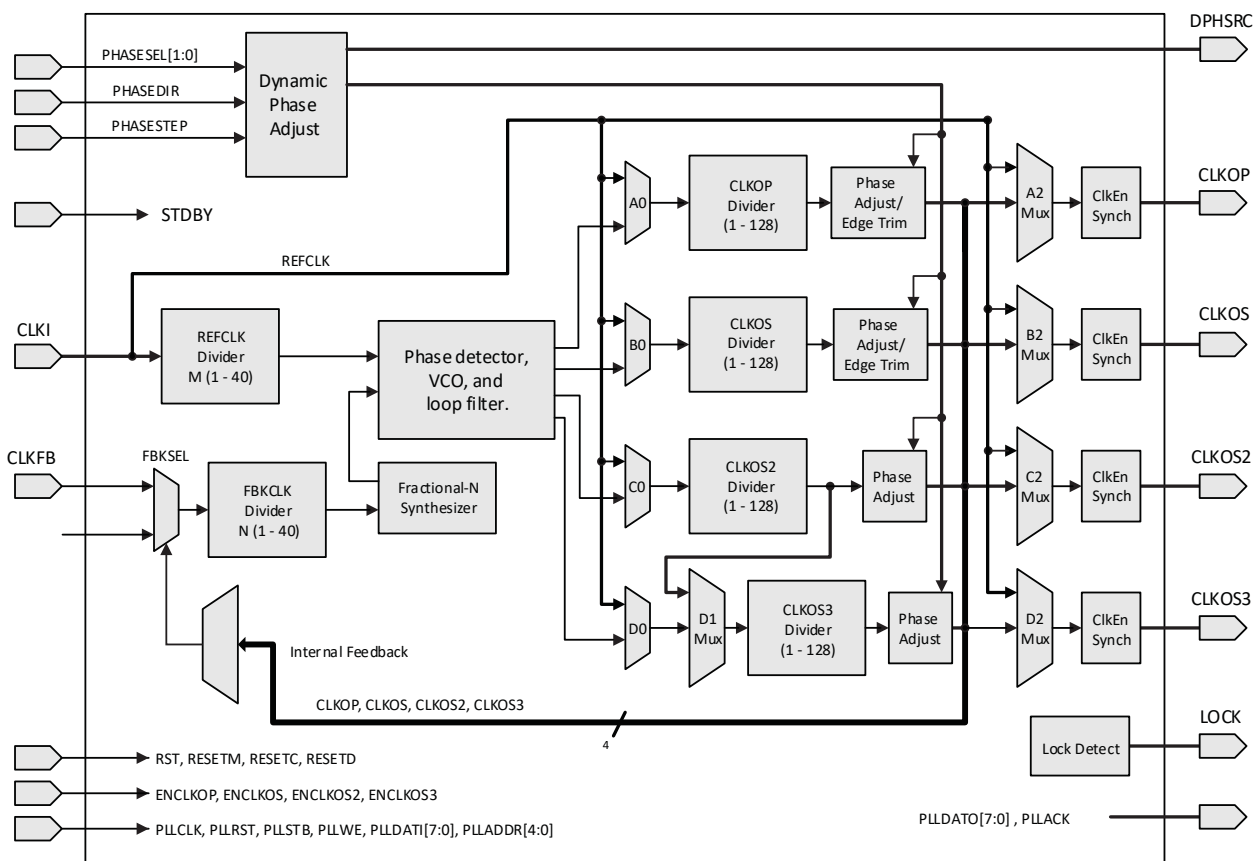 DPHSRC
PHASESEL[1:0]
PHASEDIR
PHASESTEP
Dynamic
Phase
Adjust
STDBY
REFCLK
CLKI
REFCLK
Divider
M (1 - 40)
Phase detector,
VCO, and
loop filter.
CLKFB
FBKSEL
FBKCLK
Divider
N (1 - 40)
Fractional-N
Synthesizer
Internal Feedback
A0
CLKOP
Divider
(1 - 128)
Phase
Adjust/
Edge Trim
A2
Mux
ClkEn
Synch
CLKOP
B0
CLKOS
Divider
(1 - 128)
Phase
Adjust/
Edge Trim
B2
Mux
ClkEn
Synch
CLKOS
C0
CLKOS2
Divider
(1 - 128)
Phase
Adjust
C2
Mux
ClkEn
Synch
CLKOS2
D0
D1
Mux
CLKOS3
Divider
(1 - 128)
Phase
Adjust
D2
Mux
ClkEn
Synch
CLKOS3
CLKOP, CLKOS, CLKOS2, CLKOS3
4
Lock Detect
LOCK
RST, RESETM, RESETC, RESETD
ENCLKOP, ENCLKOS, ENCLKOS2, ENCLKOS3
PLLCLK, PLLRST, PLLSTB, PLLWE, PLLDATI[7:0], PLLADDR[4:0]
PLLDATO[7:0] , PLLACK